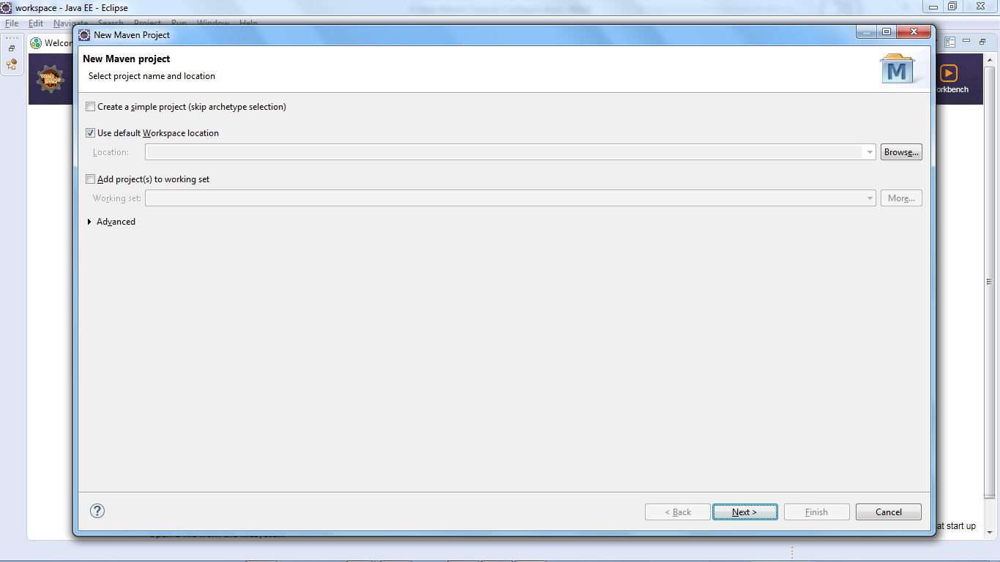 workspace - Java EE - Eclipse
File Edit Navigate Search Project Run Window Help
Welcon
New Maven Project
New Maven project
Select project name and location
M
orkbench
Create a simple project (skip archetype selection)
Use default Workspace location
Location:
Browse...
Add project(s) to working set
Working set:
More...
Advanced
?
< Back
Next >
Finish
Cancel
at start up